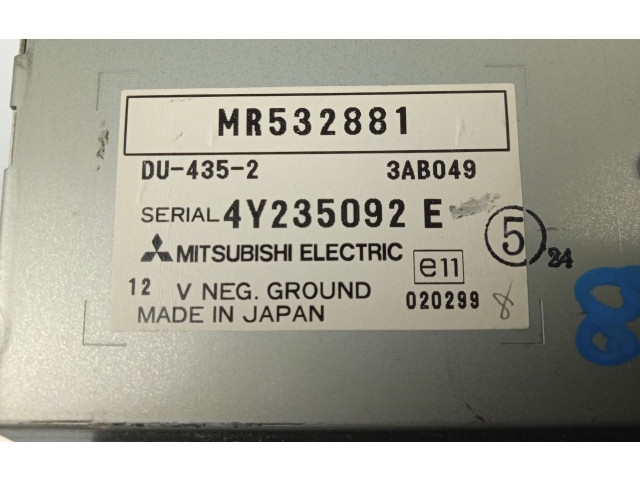 MR532881
DU-435-2 3AB049
SERIAL 4Y235092 E
MITSUBISHI ELECTRIC e11 5 24
12 V NEG. GROUND 020299 8
MADE IN JAPAN
8